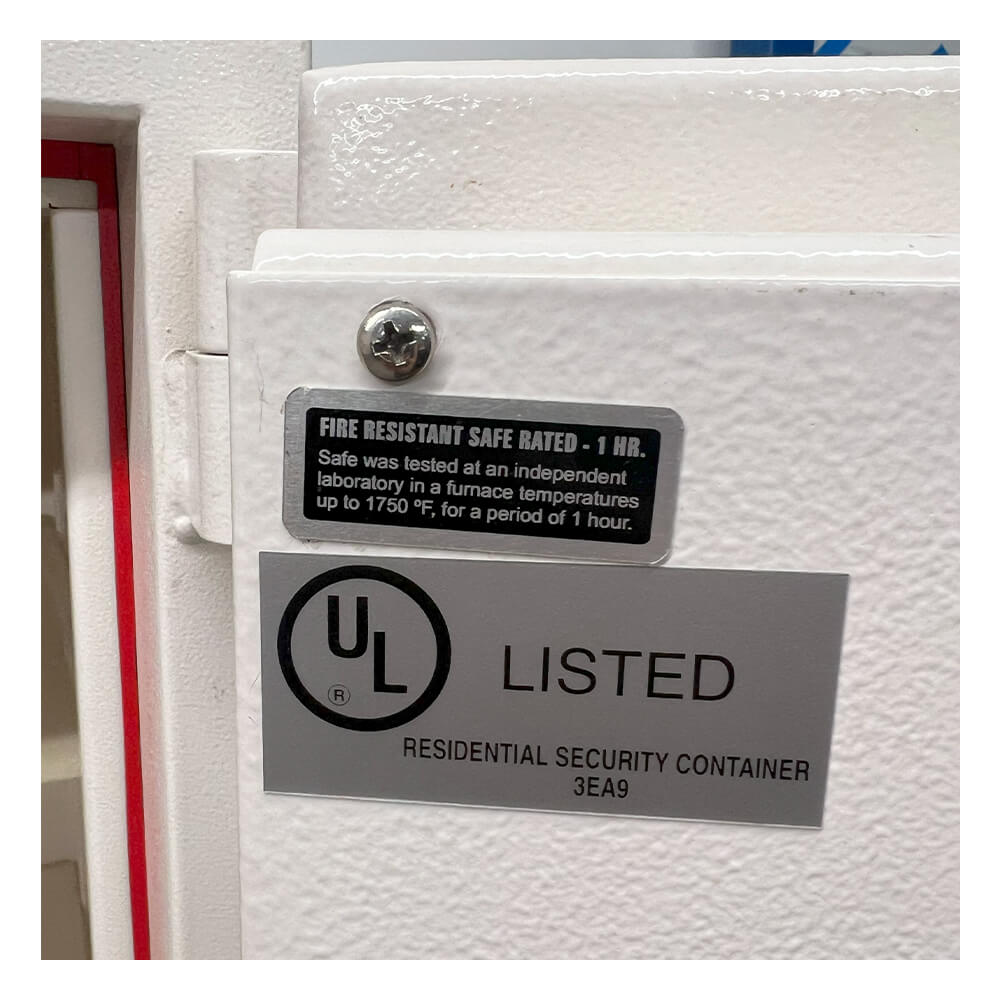 FIRE RESISTANT SAFE RATED - 1 HR.
Safe was tested at an independent
laboratory in a furnace temperatures
up to 1750 ºF, for a period of 1 hour.
UL
®
LISTED
RESIDENTIAL SECURITY CONTAINER
3EA9